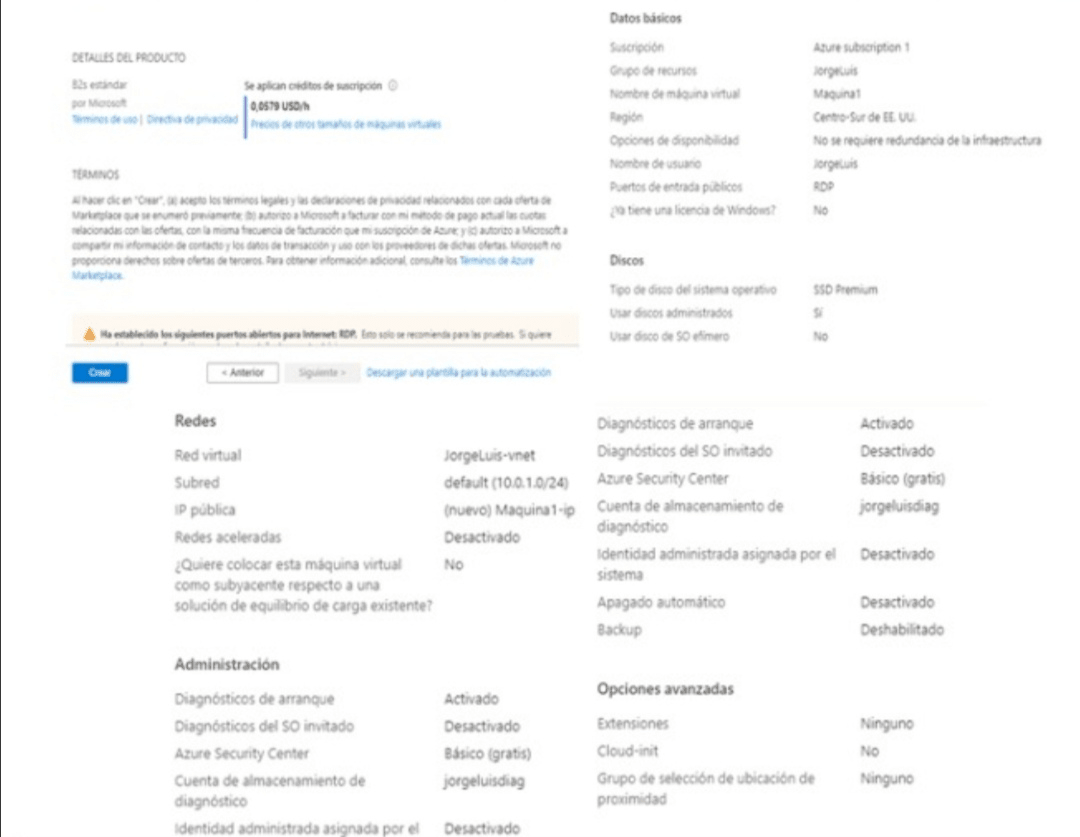 DETALLES DEL PRODUCTO
B2s estándar
por Microsoft
Términos de uso | Directiva de privacidad
Se aplican créditos de suscripción
0,0579 USD/h
Precios de otros tamaños de máquinas virtuales
TÉRMINOS
Al hacer clic en "Crear", (a) acepto los términos legales y las declaraciones de privacidad relacionados con cada oferta de
Marketplace que se enumeró previamente; (b) autorizo a Microsoft a facturar con mi método de pago actual las cuotas
relacionadas con las ofertas, con la misma frecuencia de facturación que mi suscripción de Azure; y (c) autorizo a Microsoft a
compartir mi información de contacto y los datos de transacción y uso con los proveedores de dichas ofertas. Microsoft no
proporciona derechos sobre ofertas de terceros. Para obtener información adicional, consulte los Términos de Azure
Marketplace.
Ha establecido los siguientes puertos abiertos para Internet: RDP. Esto solo se recomienda para las pruebas. Si quiere
Crear
< Anterior
Siguiente >
Descargar una plantilla para la automatización
Datos básicos
Suscripción Azure subscription 1
Grupo de recursos JorgeLuis
Nombre de máquina virtual Maquina1
Región Centro-Sur de EE. UU.
Opciones de disponibilidad No se requiere redundancia de la infraestructura
Nombre de usuario JorgeLuis
Puertos de entrada públicos RDP
¿Ya tiene una licencia de Windows? No
Discos
Tipo de disco del sistema operativo SSD Premium
Usar discos administrados Sí
Usar disco de SO efímero No
Redes
Red virtual JorgeLuis-vnet
Subred default (10.0.1.0/24)
IP pública (nuevo) Maquina1-ip
Redes aceleradas Desactivado
¿Quiere colocar esta máquina virtual No
como subyacente respecto a una
solución de equilibrio de carga existente?
Administración
Diagnósticos de arranque Activado
Diagnósticos del SO invitado Desactivado
Azure Security Center Básico (gratis)
Cuenta de almacenamiento de jorgeluisdiag
diagnóstico
Identidad administrada asignada por el Desactivado
Diagnósticos de arranque Activado
Diagnósticos del SO invitado Desactivado
Azure Security Center Básico (gratis)
Cuenta de almacenamiento de jorgeluisdiag
diagnóstico
Identidad administrada asignada por el Desactivado
sistema
Apagado automático Desactivado
Backup Deshabilitado
Opciones avanzadas
Extensiones Ninguno
Cloud-init No
Grupo de selección de ubicación de Ninguno
proximidad